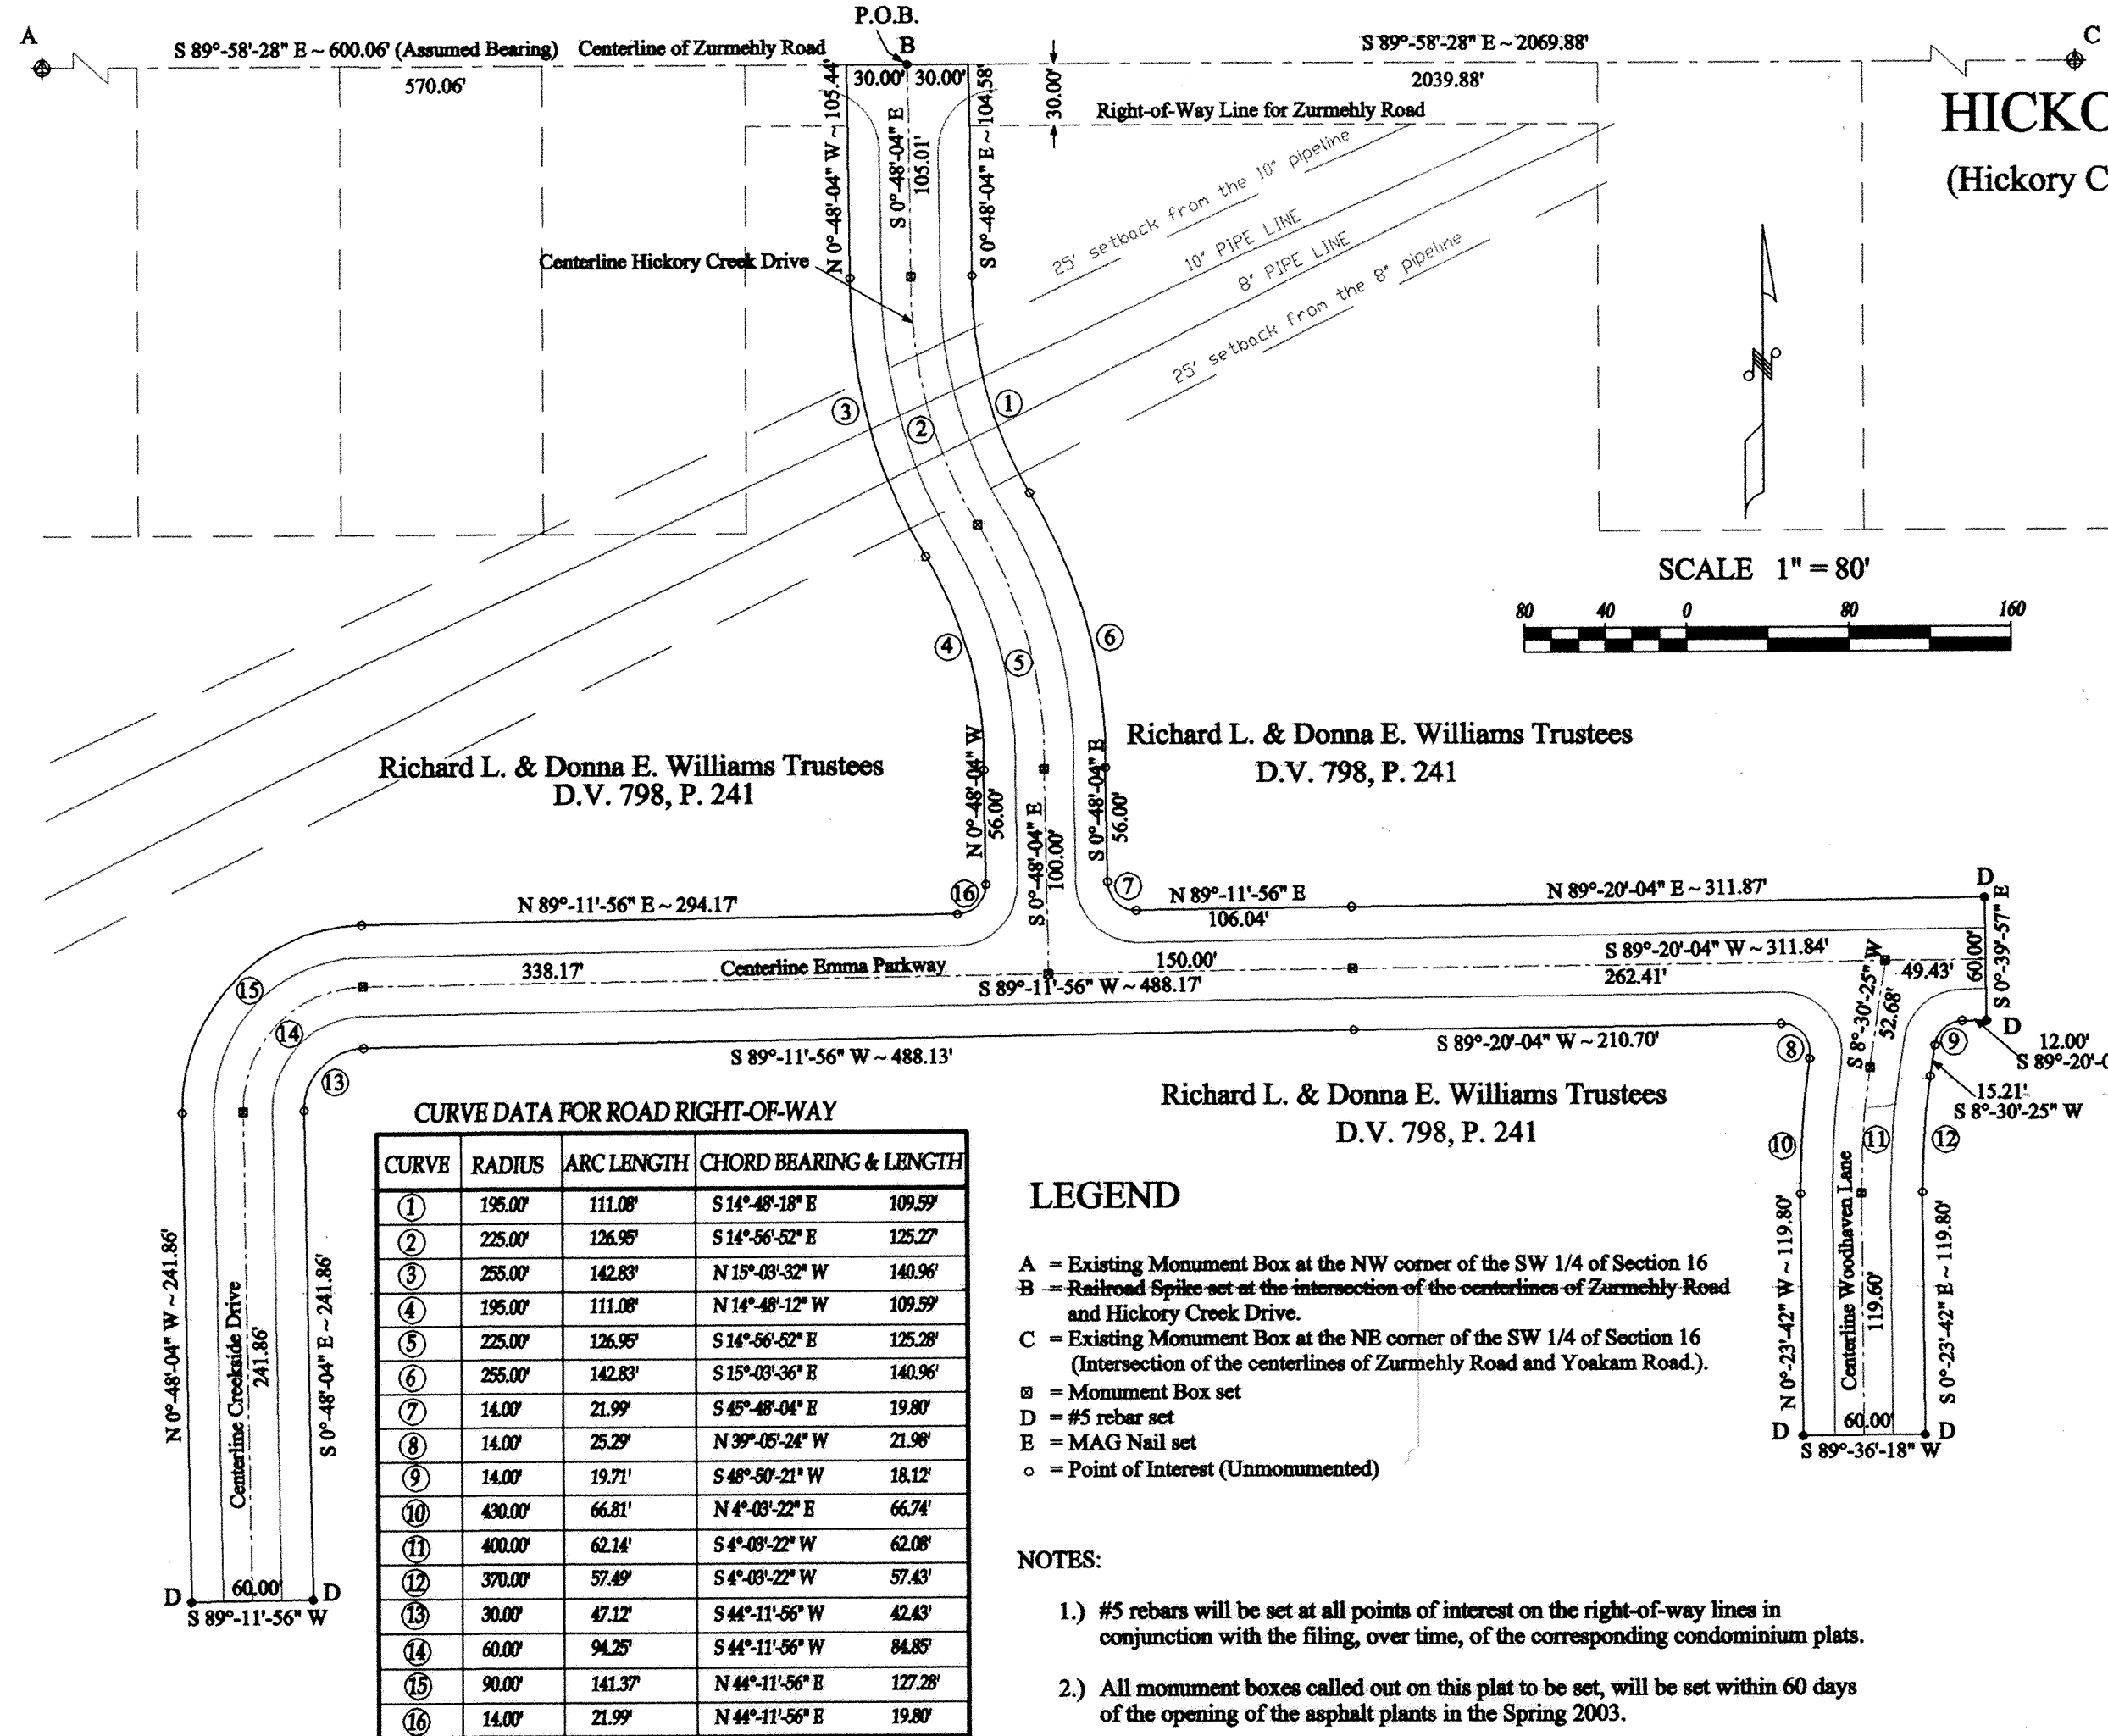 P.O.B.
A
B
C
S 89°-58'-28" E ~ 600.06' (Assumed Bearing)
Centerline of Zurmehly Road
S 89°-58'-28" E ~ 2069.88'
570.06'
30.00'
30.00'
30.00'
2039.88'
Right-of-Way Line for Zurmehly Road
HICKO
(Hickory C
N 0°-48'-04" W ~ 105.44'
S 0°-48'-04" E
105.01'
S 0°-48'-04" E ~ 104.58'
25' setback from the 10" pipeline
10" PIPE LINE
8" PIPE LINE
25' setback from the 8" pipeline
Centerline Hickory Creek Drive
N
3
2
1
SCALE 1" = 80'
80 40 0 80 160
4
5
6
Richard L. & Donna E. Williams Trustees
D.V. 798, P. 241
Richard L. & Donna E. Williams Trustees
D.V. 798, P. 241
N 0°-48'-04" W
56.00'
S 0°-48'-04" E
100.00'
S 0°-48'-04" E
56.00'
16
7
N 89°-11'-56" E ~ 294.17'
N 89°-11'-56" E
106.04'
N 89°-20'-04" E ~ 311.87'
D
S 0°-39'-57" E
60.00'
338.17'
Centerline Emma Parkway
150.00'
S 89°-11'-56" W ~ 488.17'
S 89°-20'-04" W ~ 311.84'
262.41'
49.43'
S 8°-30'-25" W
52.68'
15
14
13
S 89°-11'-56" W ~ 488.13'
S 89°-20'-04" W ~ 210.70'
8
9
D
12.00'
S 89°-20'-0
15.21'
S 8°-30'-25" W
Richard L. & Donna E. Williams Trustees
D.V. 798, P. 241
10
11
12
N 0°-48'-04" W ~ 241.86'
Centerline Creekside Drive
241.86'
S 0°-48'-04" E ~ 241.86'
D
60.00'
D
S 89°-11'-56" W
N 0°-23'-42" W ~ 119.80'
Centerline Woodhaven Lane
119.60'
S 0°-23'-42" E ~ 119.80'
D
60.00'
D
S 89°-36'-18" W
CURVE DATA FOR ROAD RIGHT-OF-WAY
CURVE RADIUS ARC LENGTH CHORD BEARING & LENGTH
1 195.00' 111.08' S 14°-48'-18" E 109.59'
2 225.00' 126.95' S 14°-56'-52" E 125.27'
3 255.00' 142.83' N 15°-03'-32" W 140.96'
4 195.00' 111.08' N 14°-48'-12" W 109.59'
5 225.00' 126.95' S 14°-56'-52" E 125.28'
6 255.00' 142.83' S 15°-03'-36" E 140.96'
7 14.00' 21.99' S 45°-48'-04" E 19.80'
8 14.00' 25.29' N 39°-05'-24" W 21.98'
9 14.00' 19.71' S 48°-50'-21" W 18.12'
10 430.00' 66.81' N 4°-03'-22" E 66.74'
11 400.00' 62.14' S 4°-03'-22" W 62.08'
12 370.00' 57.49' S 4°-03'-22" W 57.43'
13 30.00' 47.12' S 44°-11'-56" W 42.43'
14 60.00' 94.25' S 44°-11'-56" W 84.85'
15 90.00' 141.37' N 44°-11'-56" E 127.28'
16 14.00' 21.99' N 44°-11'-56" E 19.80'
LEGEND
A = Existing Monument Box at the NW corner of the SW 1/4 of Section 16
B = Railroad Spike set at the intersection of the centerlines of Zurmehly Road
and Hickory Creek Drive.
C = Existing Monument Box at the NE corner of the SW 1/4 of Section 16
(Intersection of the centerlines of Zurmehly Road and Yoakam Road.).
= Monument Box set
D = #5 rebar set
E = MAG Nail set
= Point of Interest (Unmonumented)
NOTES:
1.) #5 rebars will be set at all points of interest on the right-of-way lines in
conjunction with the filing, over time, of the corresponding condominium plats.
2.) All monument boxes called out on this plat to be set, will be set within 60 days
of the opening of the asphalt plants in the Spring 2003.